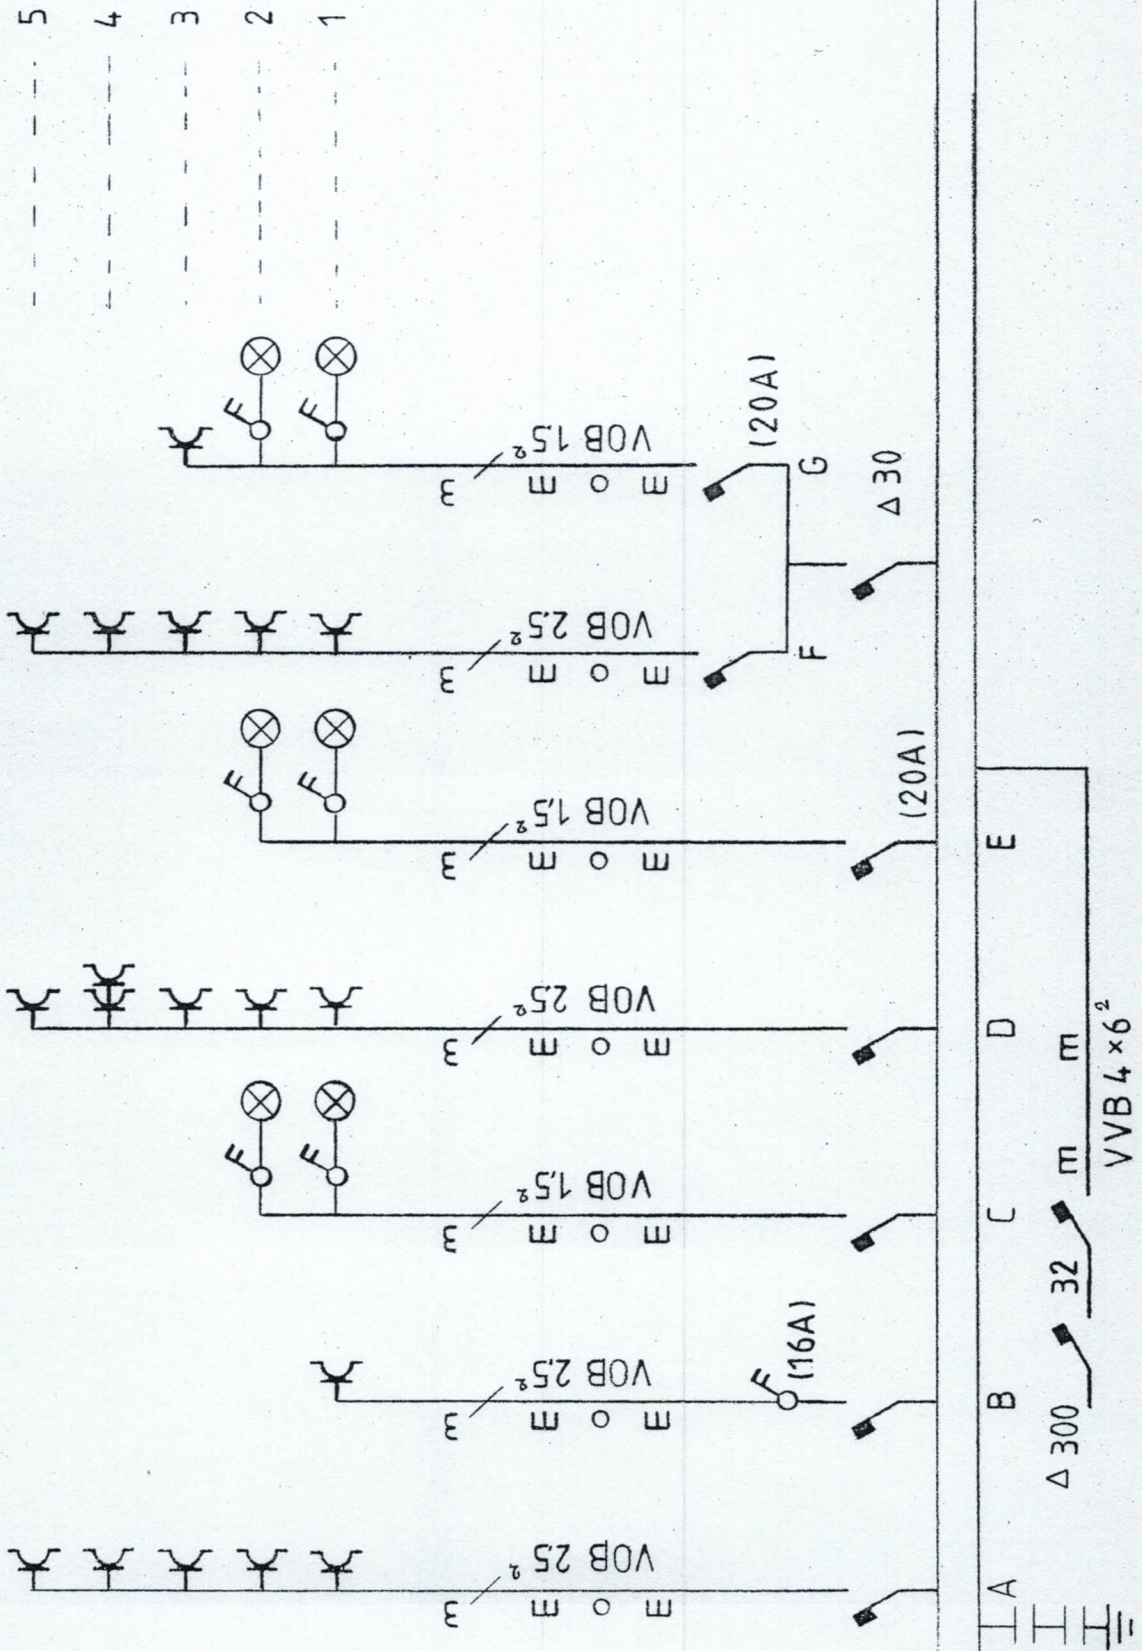 5
4
3
2
1
3
VOB 1,5²
(20A)
G
Δ30
3
VOB 2,5²
F
3
VOB 1,5²
(20A)
E
3
VOB 2,5²
D
3
VOB 1,5²
C
3
VOB 2,5²
(16A)
B
3
VOB 2,5²
A
Δ300
32
VVB 4×6²